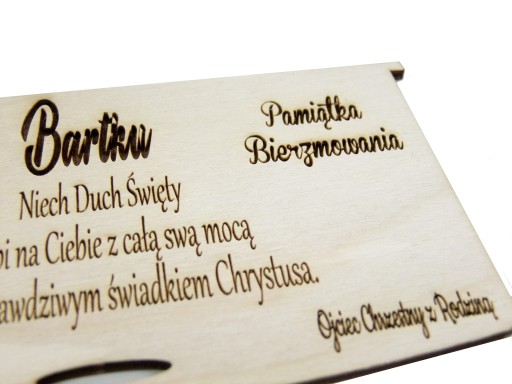 Bartku
Pamiątka
Bierzmowania
Niech Duch Święty
na Ciebie z całą swą mocą
świadkiem Chrystusa.
Ojciec Chrzestny z Rodziną